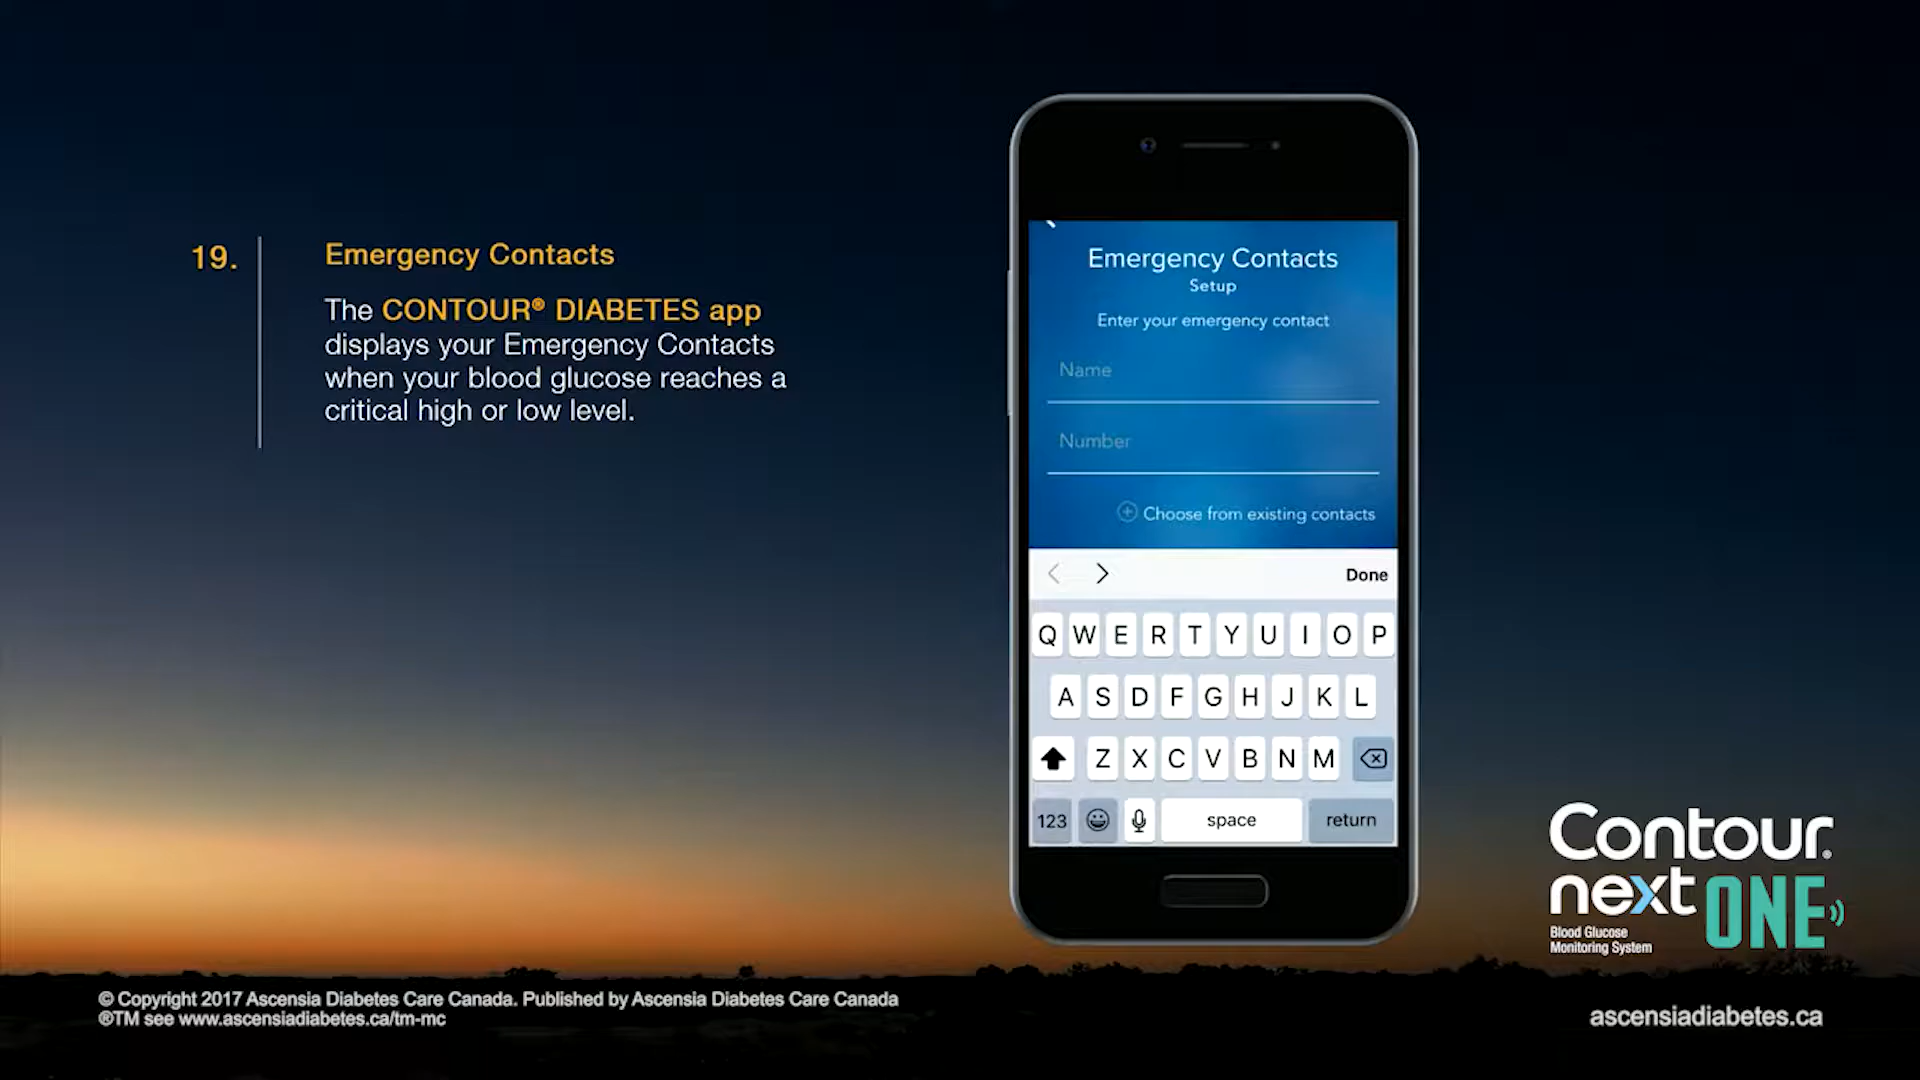 19.
Emergency Contacts
The CONTOUR® DIABETES app
displays your Emergency Contacts
when your blood glucose reaches a
critical high or low level.
Emergency Contacts
Setup
Enter your emergency contact
Name
Number
Choose from existing contacts
Done
Q W E R T Y U I O P
A S D F G H J K L
Z X C V B N M
123 space return
Contour®
next ONE
Blood Glucose
Monitoring System
© Copyright 2017 Ascensia Diabetes Care Canada. Published by Ascensia Diabetes Care Canada
®TM see www.ascensiadiabetes.ca/tm-mc
ascensiadiabetes.ca